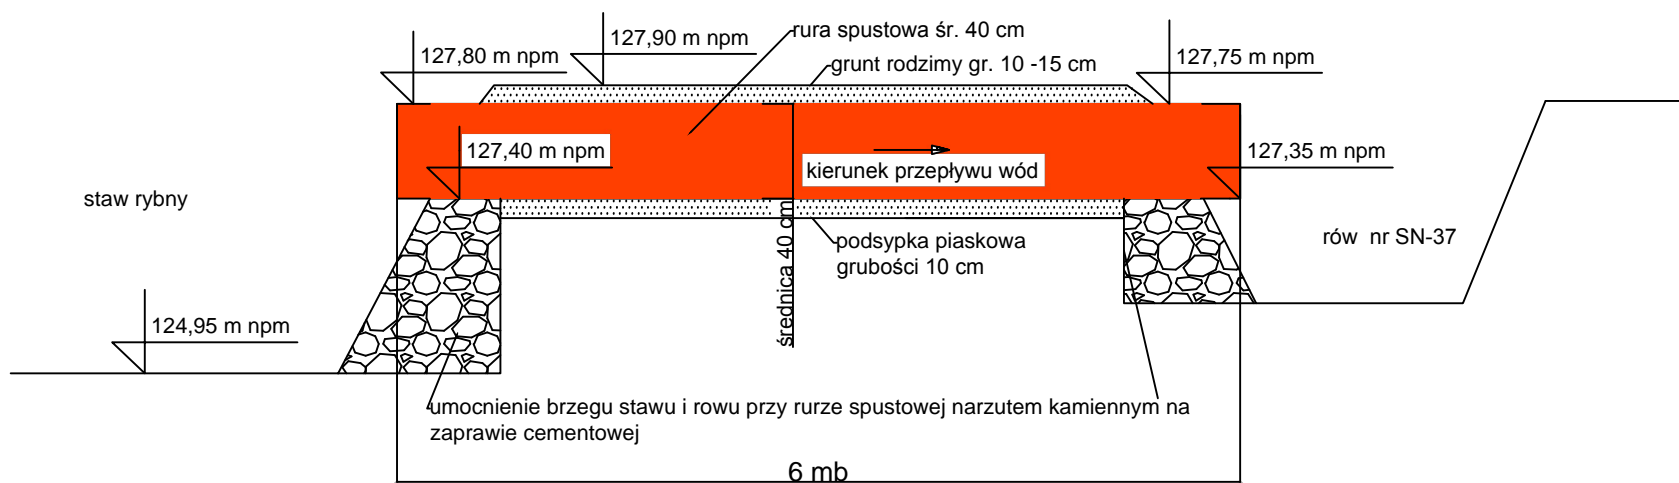 rura spustowa śr. 40 cm
127,90 m npm
127,80 m npm
grunt rodzimy gr. 10 -15 cm
127,75 m npm
127,40 m npm
kierunek przepływu wód
127,35 m npm
staw rybny
średnica 40 cm
podsypka piaskowa
grubości 10 cm
rów nr SN-37
124,95 m npm
umocnienie brzegu stawu i rowu przy rurze spustowej narzutem kamiennym na
zaprawie cementowej
6 mb